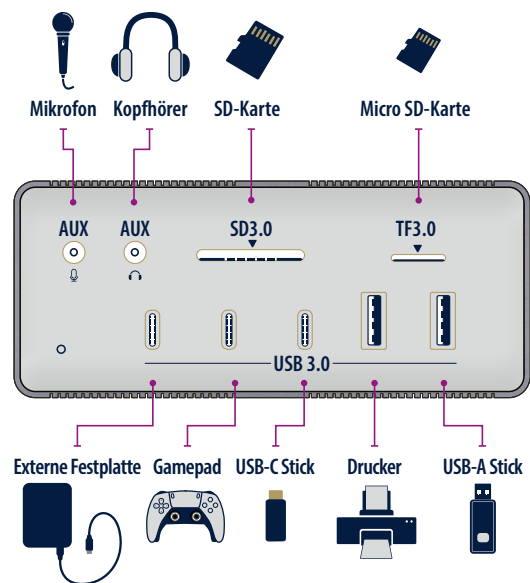 Mikrofon Kopfhörer SD-Karte Micro SD-Karte
AUX AUX SD3.0 TF3.0
USB 3.0
Externe Festplatte Gamepad USB-C Stick Drucker USB-A Stick